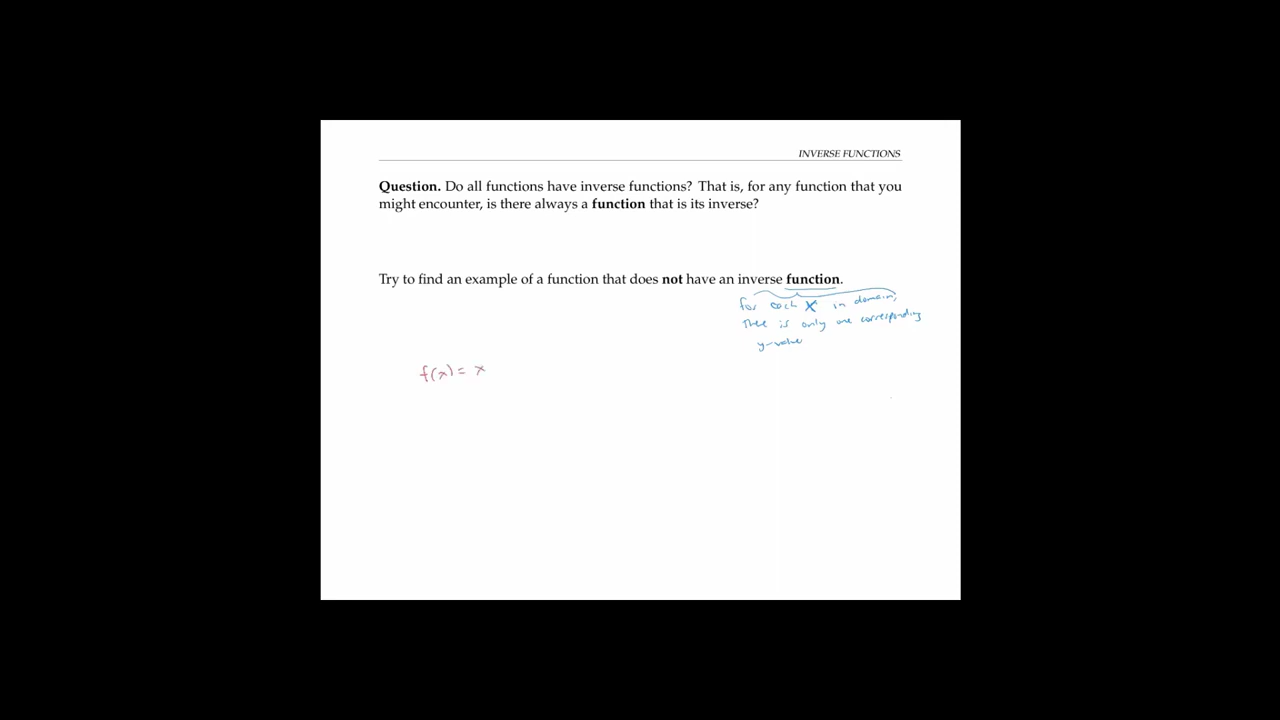 INVERSE FUNCTIONS
Question. Do all functions have inverse functions? That is, for any function that you
might encounter, is there always a function that is its inverse?
Try to find an example of a function that does not have an inverse function.
for each x in domain,
there is only one corresponding
y-value
f(x) = x